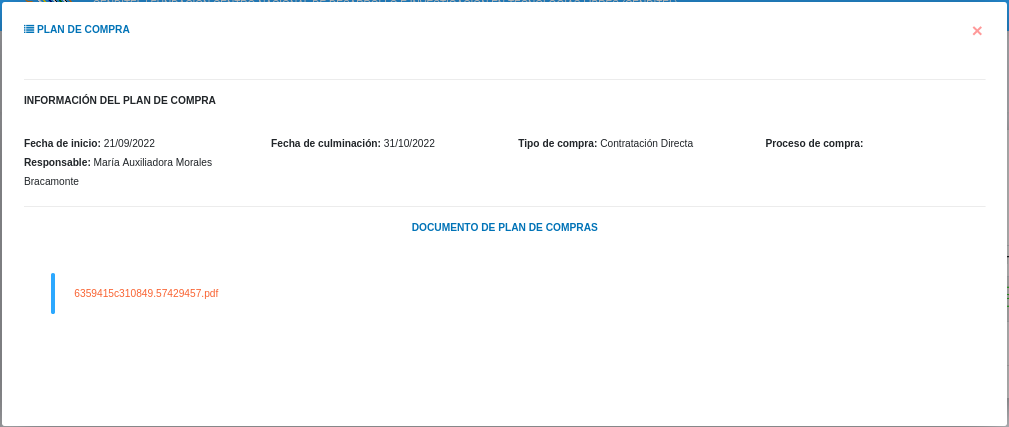 PLAN DE COMPRA
INFORMACIÓN DEL PLAN DE COMPRA
Fecha de inicio: 21/09/2022 Fecha de culminación: 31/10/2022 Tipo de compra: Contratación Directa Proceso de compra:
Responsable: María Auxiliadora Morales
Bracamonte
DOCUMENTO DE PLAN DE COMPRAS
6359415c310849.57429457.pdf